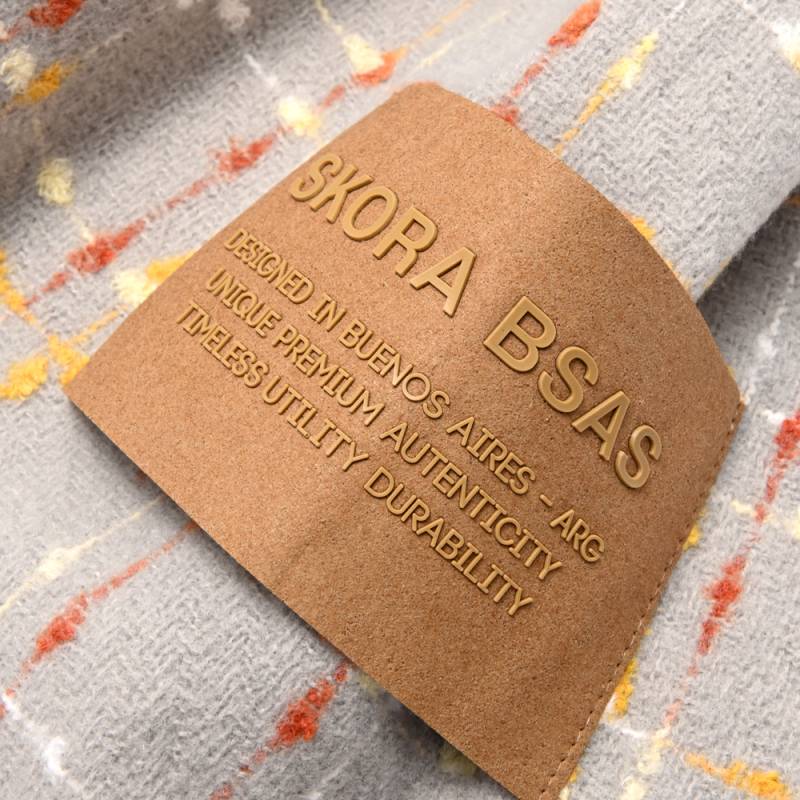 SKORA BSAS
DESIGNED IN BUENOS AIRES - ARG
UNIQUE PREMIUM AUTENTICITY
TIMELESS UTILITY DURABILITY